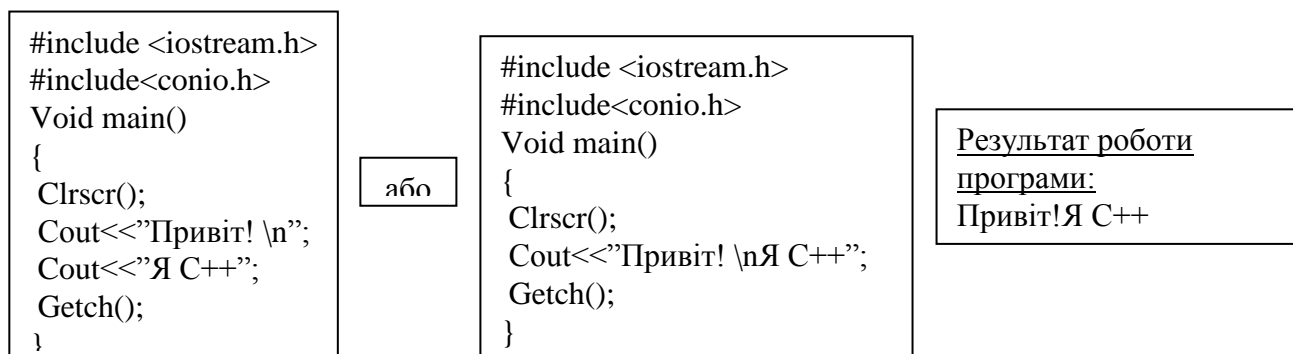 #include <iostream.h>
#include<conio.h>
Void main()
{
Clrscr();
Cout<<”Привіт! \n”;
Cout<<”Я С++”;
Getch();
}
або
#include <iostream.h>
#include<conio.h>
Void main()
{
Clrscr();
Cout<<”Привіт! \nЯ С++”;
Getch();
}
Результат роботи
програми:
Привіт!Я С++